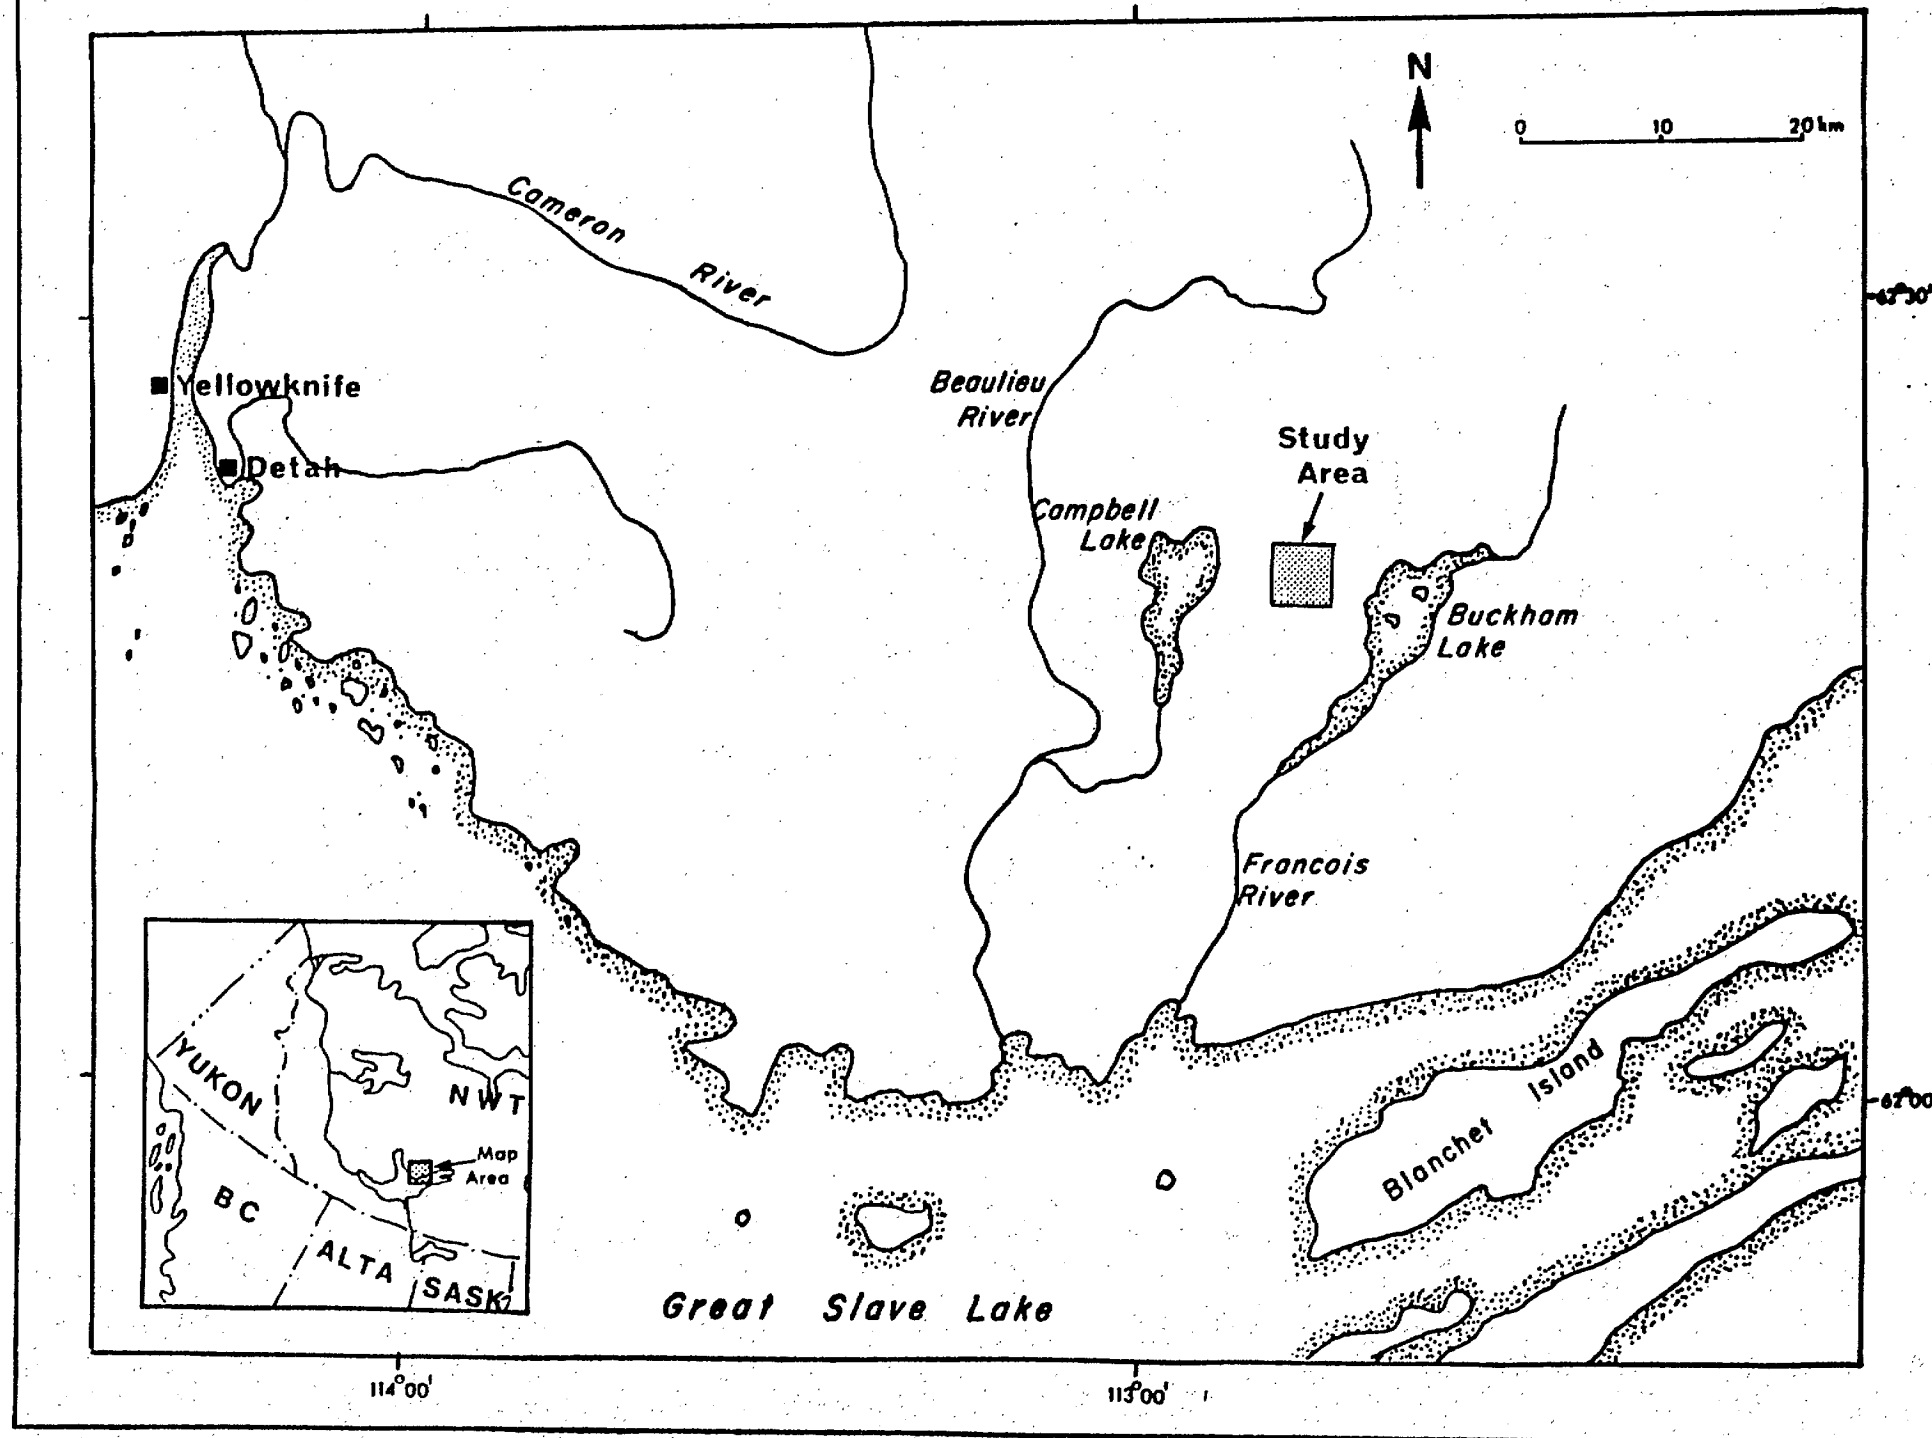 N
0 10 20 km
Cameron
River
62°30'
Yellowknife
Beaulieu
River
Study
Area
Detah
Campbell
Lake
Buckham
Lake
Francois
River
YUKON
NWT
Map
Area
BC
ALTA
SASK
Blanchet Island
62°00
Great Slave Lake
114°00' 113°00'